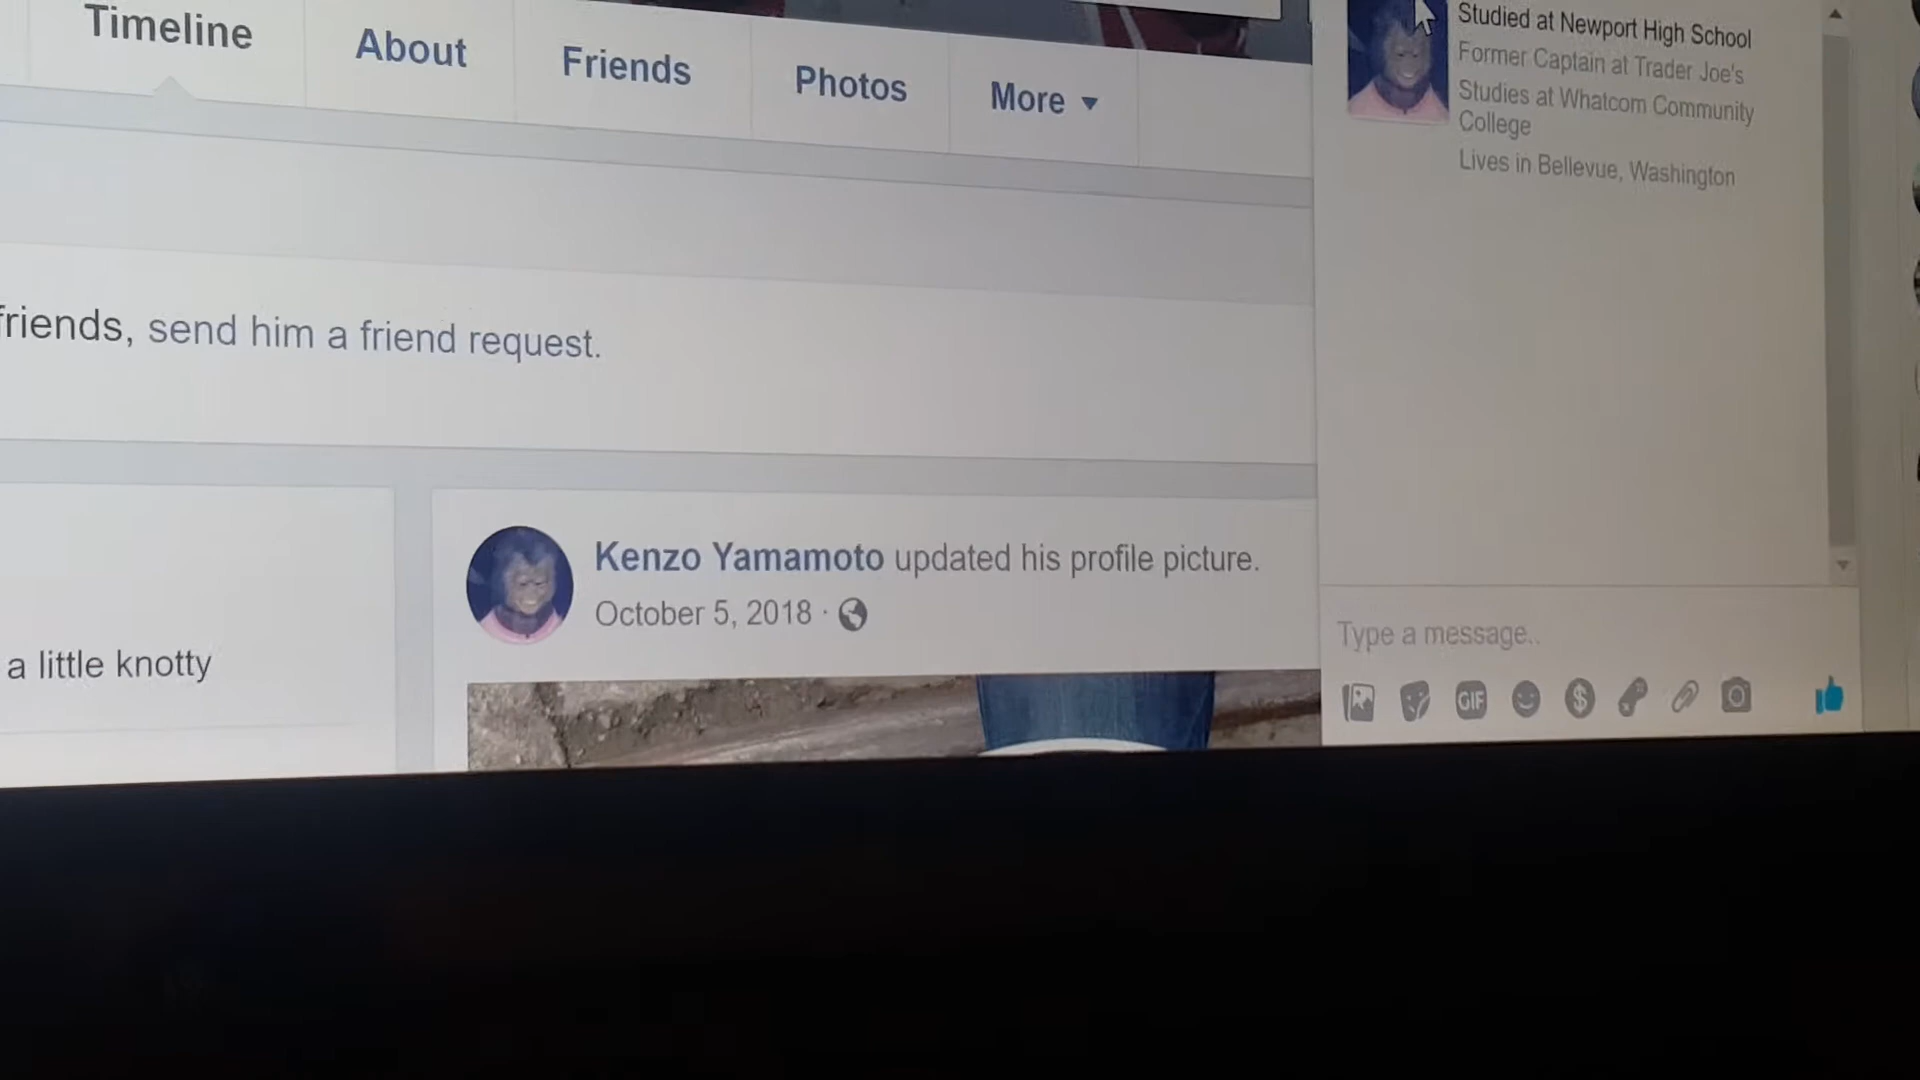 Timeline
About
Friends
Photos
More
friends, send him a friend request.
a little knotty
Kenzo Yamamoto updated his profile picture.
October 5, 2018 ·
Studied at Newport High School
Former Captain at Trader Joe's
Studies at Whatcom Community
College
Lives in Bellevue, Washington
Type a message..
GIF
$